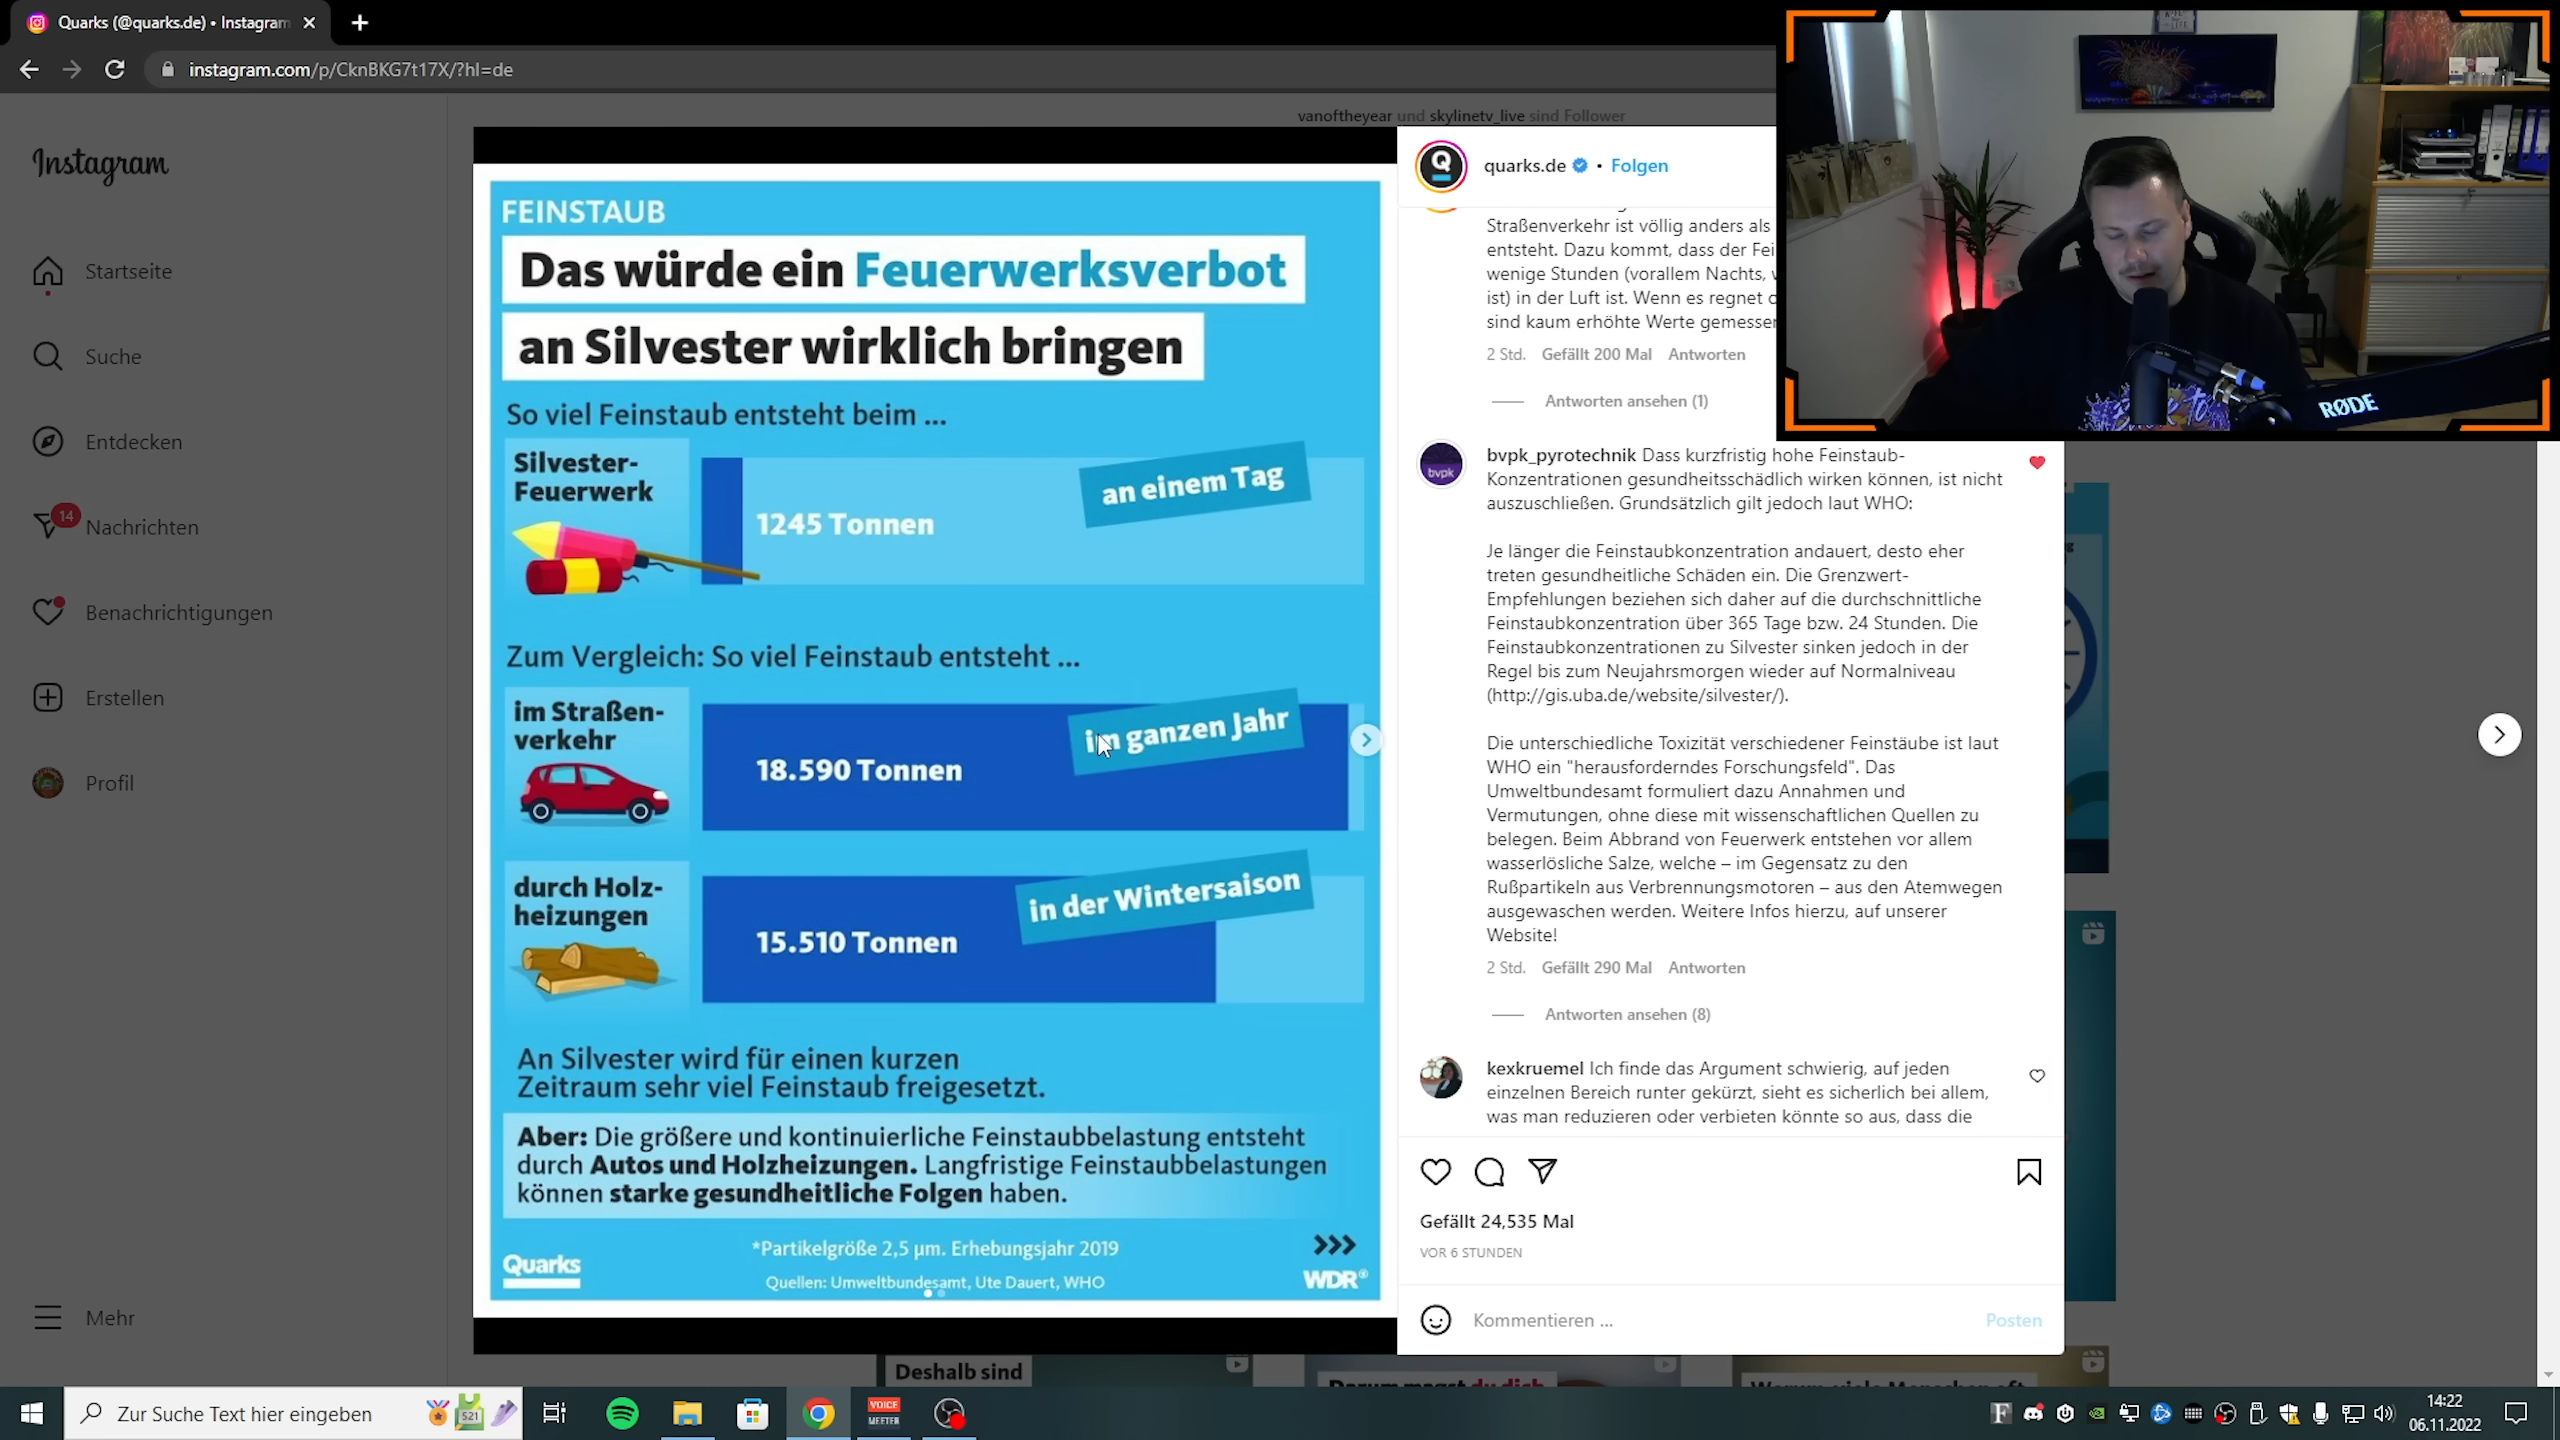 Quarks (@quarks.de) • Instagram
instagram.com/p/CknBKG7t17X/?hl=de
vanoftheyear und skylinetv_live sind Follower
Instagram
Startseite
Suche
Entdecken
14
Nachrichten
Benachrichtigungen
Erstellen
Profil
Mehr
FEINSTAUB
Das würde ein Feuerwerksverbot
an Silvester wirklich bringen
So viel Feinstaub entsteht beim ...
Silvester-
Feuerwerk
1245 Tonnen
an einem Tag
Zum Vergleich: So viel Feinstaub entsteht ...
im Straßen-
verkehr
18.590 Tonnen
im ganzen Jahr
durch Holz-
heizungen
15.510 Tonnen
in der Wintersaison
An Silvester wird für einen kurzen
Zeitraum sehr viel Feinstaub freigesetzt.
Aber: Die größere und kontinuierliche Feinstaubbelastung entsteht
durch Autos und Holzheizungen. Langfristige Feinstaubbelastungen
können starke gesundheitliche Folgen haben.
*Partikelgröße 2,5 µm. Erhebungsjahr 2019
Quellen: Umweltbundesamt, Ute Dauert, WHO
Quarks
WDR®
quarks.de • Folgen
Straßenverkehr ist völlig anders als
entsteht. Dazu kommt, dass der Fei
wenige Stunden (vorallem Nachts,
ist) in der Luft ist. Wenn es regnet
sind kaum erhöhte Werte gemessen
2 Std. Gefällt 200 Mal Antworten
Antworten ansehen (1)
bvpk
bvpk_pyrotechnik Dass kurzfristig hohe Feinstaub-
Konzentrationen gesundheitsschädlich wirken können, ist nicht
auszuschließen. Grundsätzlich gilt jedoch laut WHO:
Je länger die Feinstaubkonzentration andauert, desto eher
treten gesundheitliche Schäden ein. Die Grenzwert-
Empfehlungen beziehen sich daher auf die durchschnittliche
Feinstaubkonzentration über 365 Tage bzw. 24 Stunden. Die
Feinstaubkonzentrationen zu Silvester sinken jedoch in der
Regel bis zum Neujahrsmorgen wieder auf Normalniveau
(http://gis.uba.de/website/silvester/).
Die unterschiedliche Toxizität verschiedener Feinstäube ist laut
WHO ein "herausforderndes Forschungsfeld". Das
Umweltbundesamt formuliert dazu Annahmen und
Vermutungen, ohne diese mit wissenschaftlichen Quellen zu
belegen. Beim Abbrand von Feuerwerk entstehen vor allem
wasserlösliche Salze, welche – im Gegensatz zu den
Rußpartikeln aus Verbrennungsmotoren – aus den Atemwegen
ausgewaschen werden. Weitere Infos hierzu, auf unserer
Website!
2 Std. Gefällt 290 Mal Antworten
Antworten ansehen (8)
kexkruemel Ich finde das Argument schwierig, auf jeden
einzelnen Bereich runter gekürzt, sieht es sicherlich bei allem,
was man reduzieren oder verbieten könnte so aus, dass die
Gefällt 24,535 Mal
VOR 6 STUNDEN
Kommentieren ...
Posten
RØDE
Deshalb sind
Zur Suche Text hier eingeben
521
VOICE
MEETER
14:22
06.11.2022